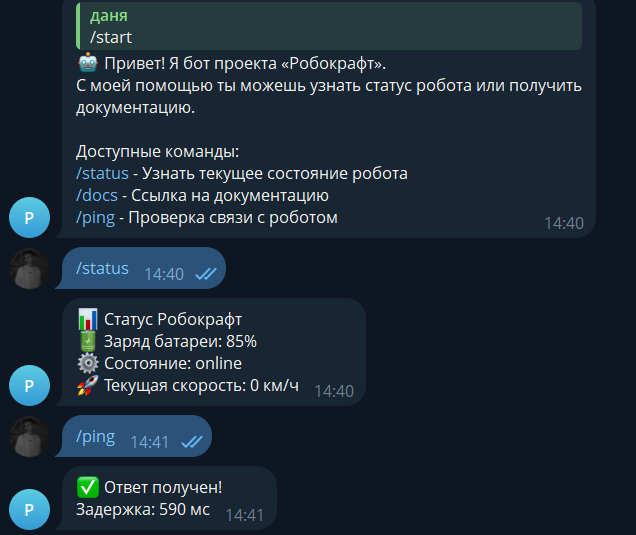 даня
/start
🤖 Привет! Я бот проекта «Робокрафт».
С моей помощью ты можешь узнать статус робота или получить
документацию.
Доступные команды:
/status - Узнать текущее состояние робота
/docs - Ссылка на документацию
/ping - Проверка связи с роботом
14:40
P
/status 14:40
📊 Статус Робокрафт
🔋 Заряд батареи: 85%
⚙️ Состояние: online
🚀 Текущая скорость: 0 км/ч 14:40
P
/ping 14:41
✅ Ответ получен!
Задержка: 590 мс 14:41
P